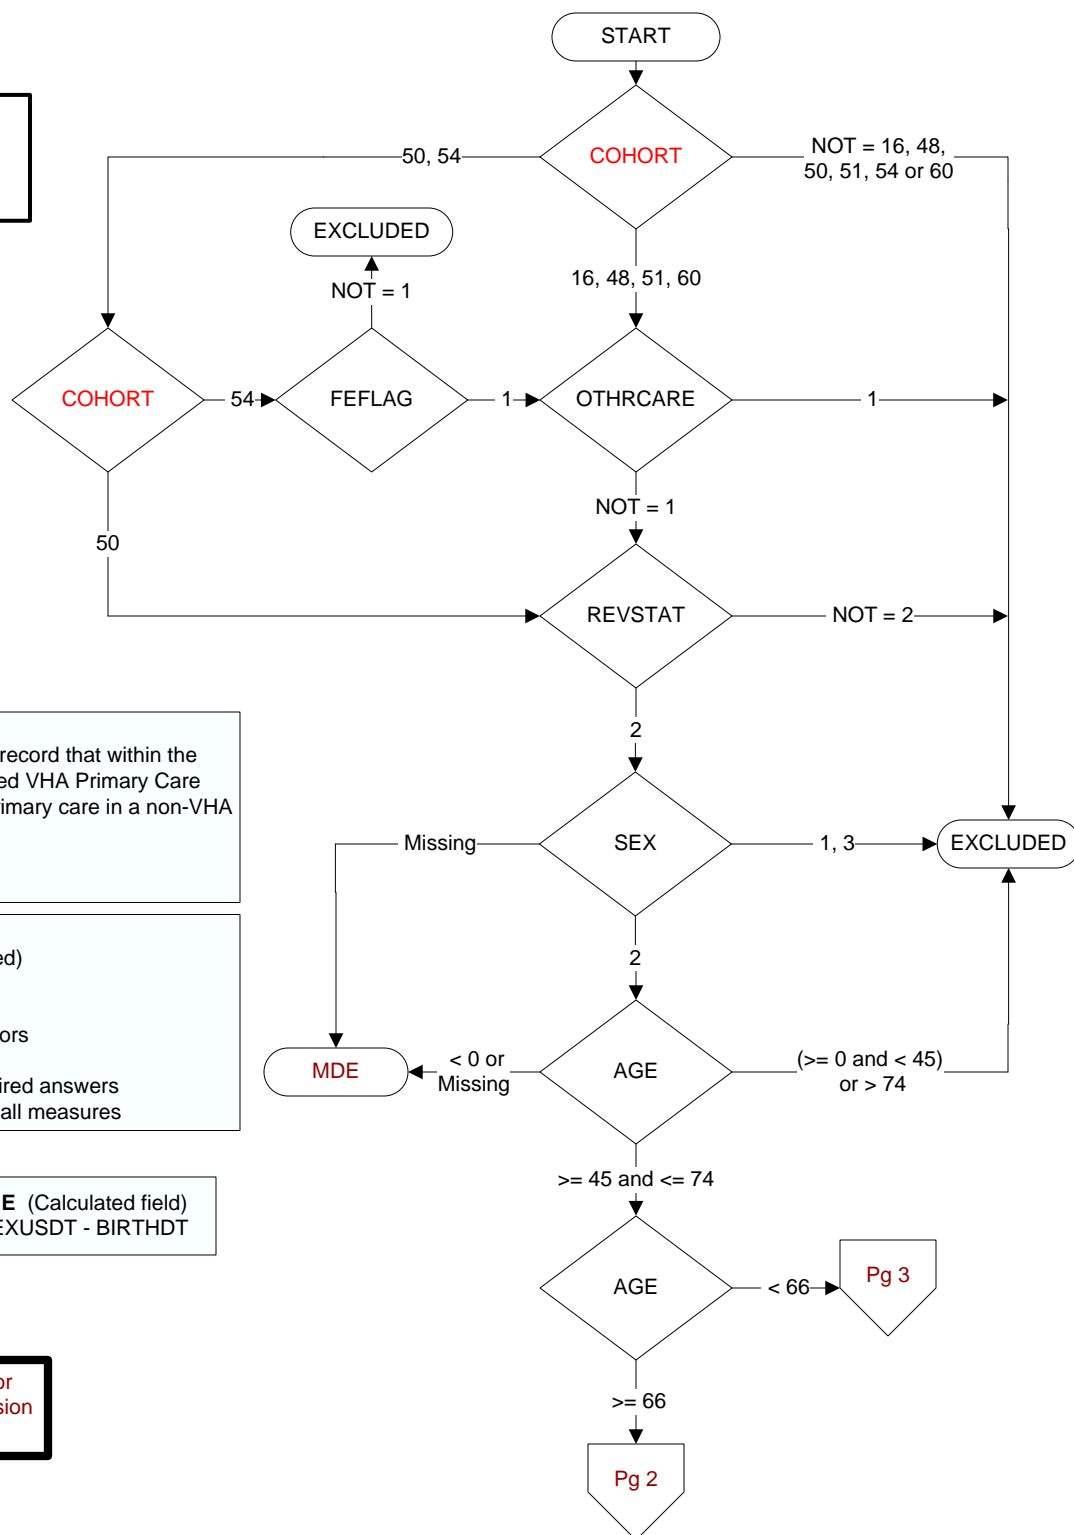 START
COHORT
50, 54
NOT = 16, 48,
50, 51, 54 or 60
EXCLUDED
16, 48, 51, 60
NOT = 1
COHORT
54
FEFLAG
1
OTHRCARE
1
NOT = 1
50
REVSTAT
NOT = 2
2
record that within the
ed VHA Primary Care
rimary care in a non-VHA
Missing
SEX
1, 3
EXCLUDED
2
ed)
ors
ired answers
all measures
MDE
< 0 or
Missing
AGE
(>= 0 and < 45)
or > 74
>= 45 and <= 74
E (Calculated field)
EXUSDT - BIRTHDT
AGE
< 66
Pg 3
or
sion
>= 66
Pg 2